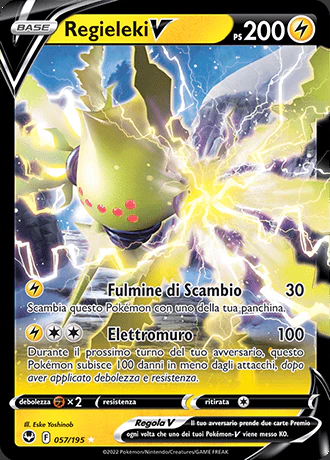 BASE Regieleki V PS 200
Fulmine di Scambio 30
Scambia questo Pokémon con uno della tua panchina.
Elettromuro 100
Durante il prossimo turno del tuo avversario, questo
Pokémon subisce 100 danni in meno dagli attacchi, dopo
aver applicato debolezza e resistenza.
debolezza ×2 resistenza ritirata
Ill. Eske Yoshinob
F 057/195
Regola V Il tuo avversario prende due carte Premio
ogni volta che uno dei tuoi Pokémon-V viene messo KO.
©2022 Pokémon/Nintendo/Creatures/GAME FREAK